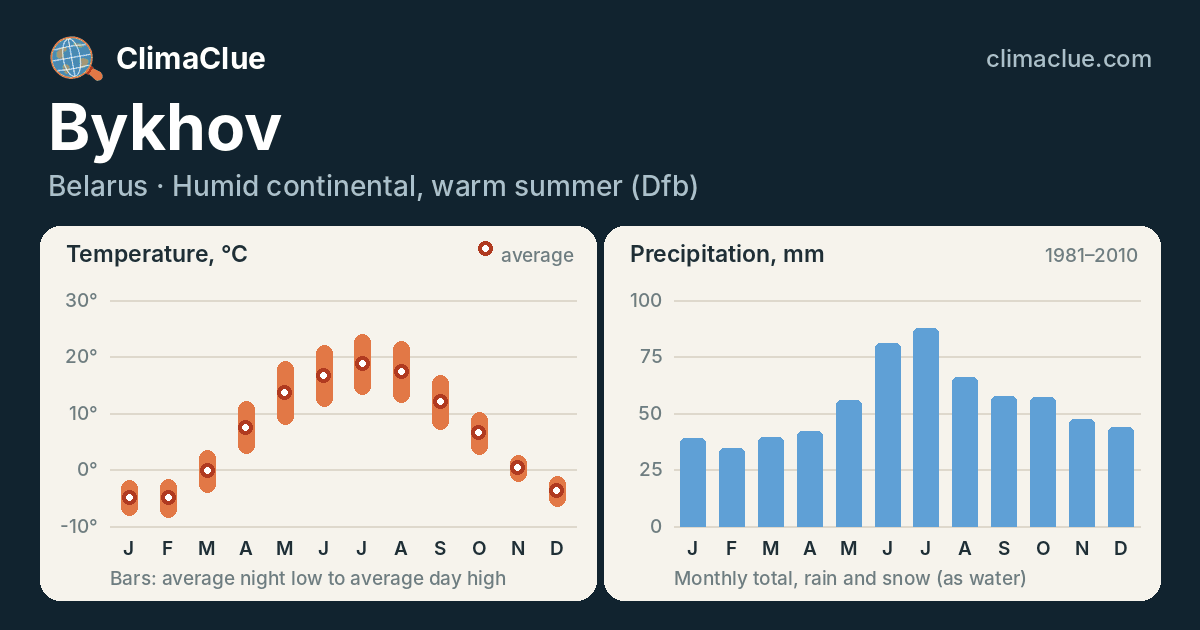 ClimaClue
climaclue.com
Bykhov
Belarus · Humid continental, warm summer (Dfb)
Temperature, °C
average
30°
20°
10°
0°
-10°
J F M A M J J A S O N D
Bars: average night low to average day high
Precipitation, mm
1981–2010
100
75
50
25
0
J F M A M J J A S O N D
Monthly total, rain and snow (as water)